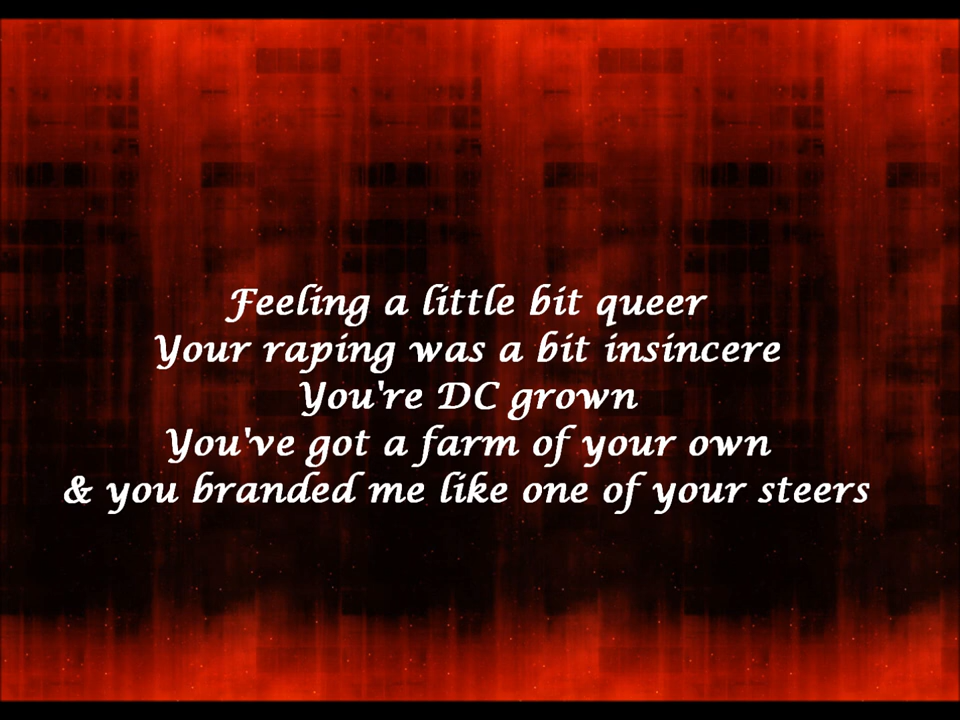 Feeling a little bit queer
Your raping was a bit insincere
You're DC grown
You've got a farm of your own
& you branded me like one of your steers